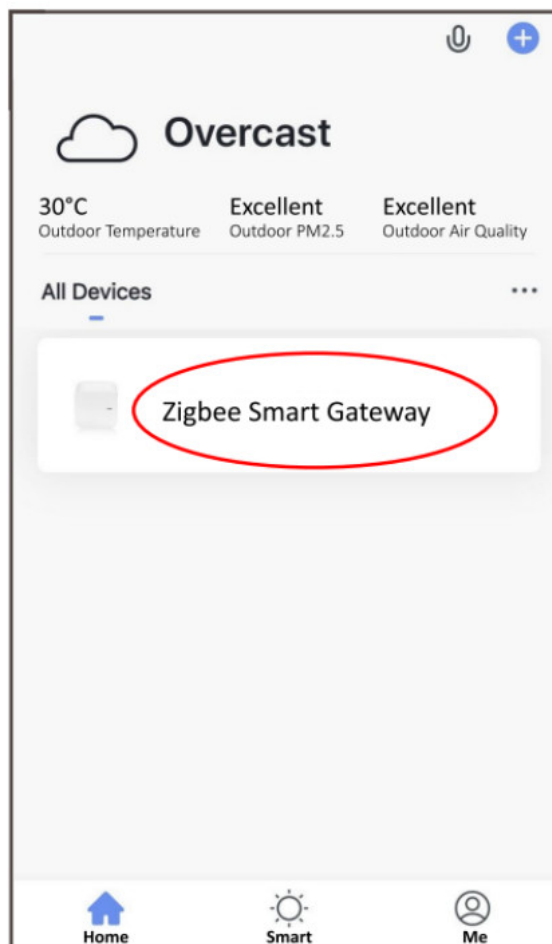 Overcast
30°C Excellent Excellent
Outdoor Temperature Outdoor PM2.5 Outdoor Air Quality
All Devices
Zigbee Smart Gateway
Home Smart Me